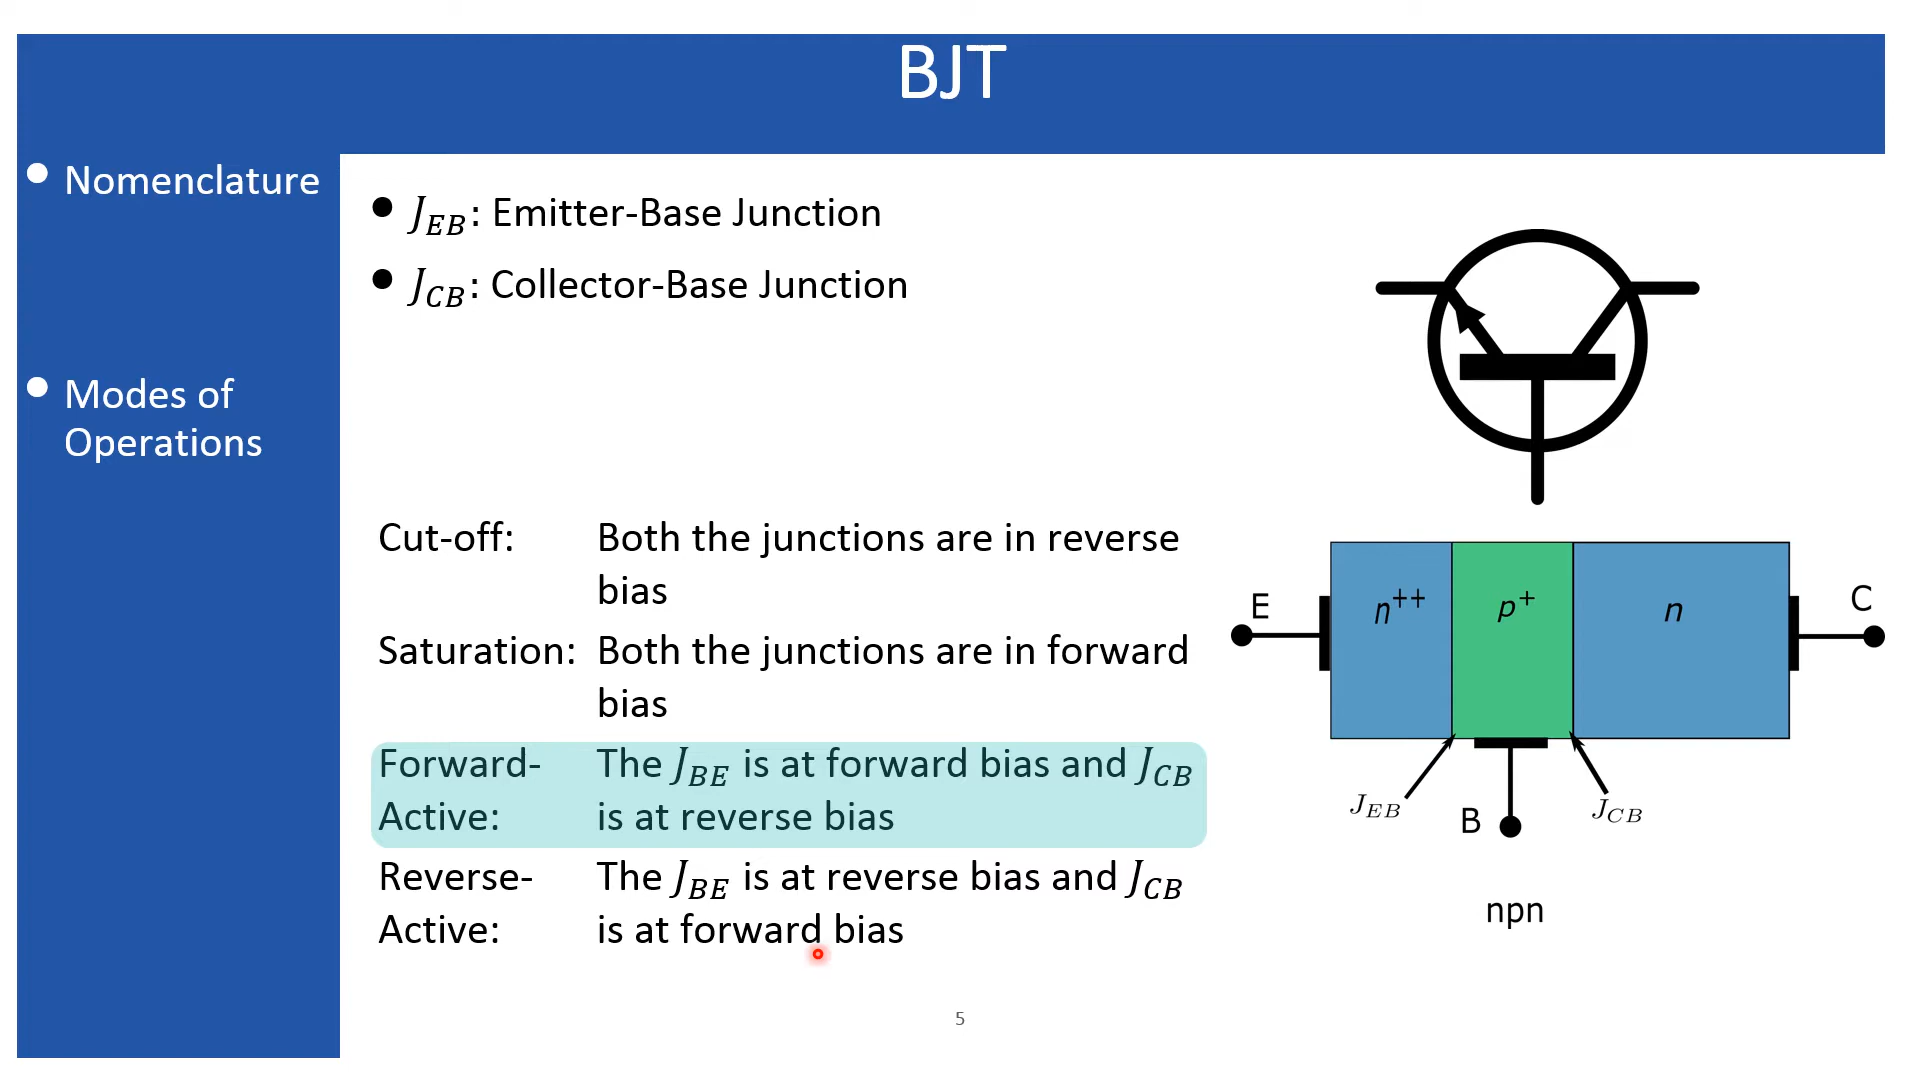 BJT
Nomenclature
Modes of
Operations
J_EB: Emitter-Base Junction
J_CB: Collector-Base Junction
Cut-off: Both the junctions are in reverse
bias
Saturation: Both the junctions are in forward
bias
Forward- The J_BE is at forward bias and J_CB
Active: is at reverse bias
Reverse- The J_BE is at reverse bias and J_CB
Active: is at forward bias
E
n++
p+
n
C
J_EB
B
J_CB
npn
5